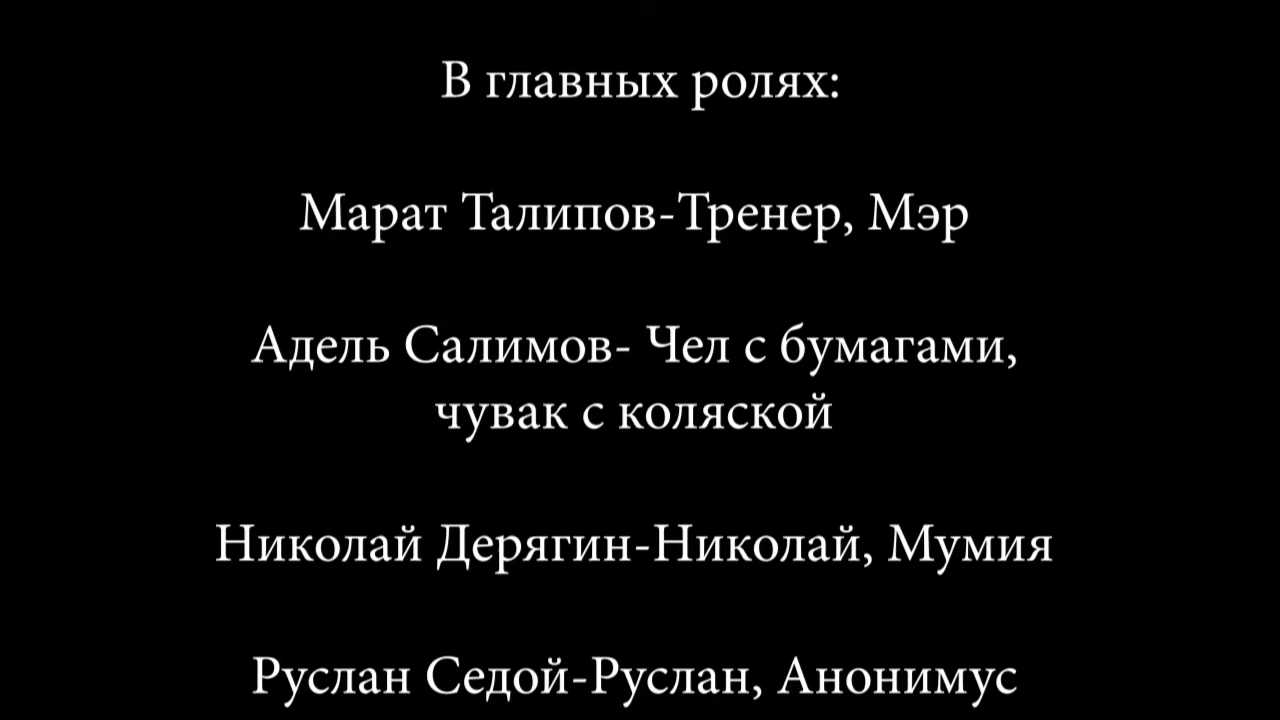 В главных ролях:
Марат Талипов-Тренер, Мэр
Адель Салимов- Чел с бумагами,
чувак с коляской
Николай Дерягин-Николай, Мумия
Руслан Седой-Руслан, Анонимус